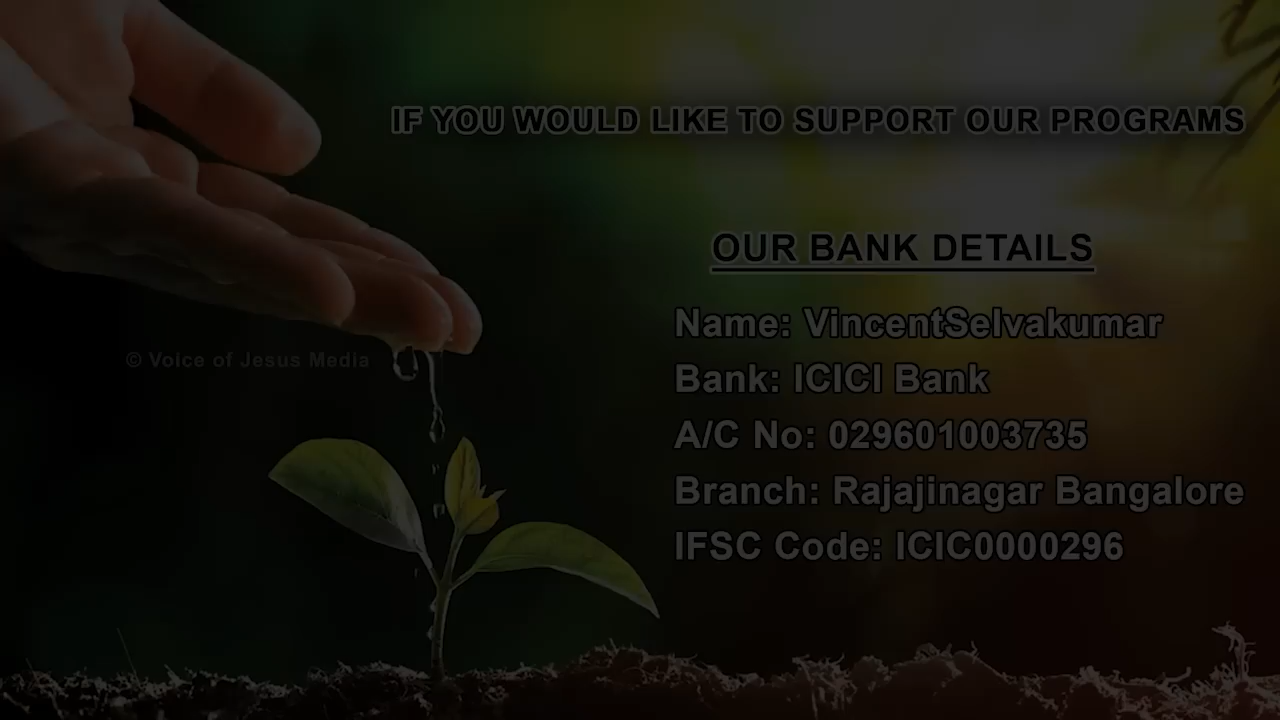 IF YOU WOULD LIKE TO SUPPORT OUR PROGRAMS
OUR BANK DETAILS
Name: VincentSelvakumar
Bank: ICICI Bank
A/C No: 029601003735
Branch: Rajajinagar Bangalore
IFSC Code: ICIC0000296
© Voice of Jesus Media